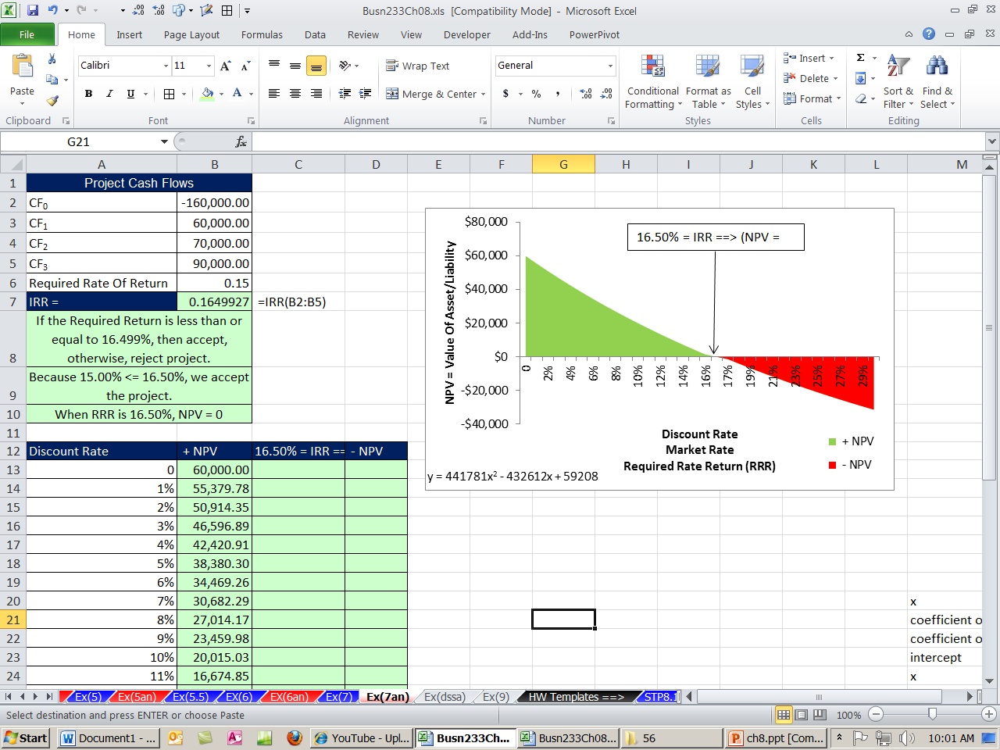 Busn233Ch08.xls [Compatibility Mode] - Microsoft Excel
File Home Insert Page Layout Formulas Data Review View Developer Add-Ins PowerPivot
Paste
Calibri 11
Wrap Text
Merge & Center
General
Conditional Formatting
Format as Table
Cell Styles
Insert
Delete
Format
Sort & Filter
Find & Select
Clipboard Font Alignment Number Styles Cells Editing
G21 fx
A B C D E F G H I J K L M
1 Project Cash Flows
2 CF0 -160,000.00
3 CF1 60,000.00
4 CF2 70,000.00
5 CF3 90,000.00
6 Required Rate Of Return 0.15
7 IRR = 0.1649927 =IRR(B2:B5)
If the Required Return is less than or
equal to 16.499%, then accept,
8 otherwise, reject project.
Because 15.00% <= 16.50%, we accept
9 the project.
10 When RRR is 16.50%, NPV = 0
11
12 Discount Rate + NPV 16.50% = IRR == - NPV
13 0 60,000.00
14 1% 55,379.78
15 2% 50,914.35
16 3% 46,596.89
17 4% 42,420.91
18 5% 38,380.30
19 6% 34,469.26
20 7% 30,682.29 x
21 8% 27,014.17 coefficient o
22 9% 23,459.98 coefficient o
23 10% 20,015.03 intercept
24 11% 16,674.85 x
NPV = Value Of Asset/Liability
$80,000
$60,000
$40,000
$20,000
$0
-$20,000
-$40,000
16.50% = IRR ==> (NPV =
0 2% 4% 6% 8% 10% 12% 14% 16% 17% 19% 21% 23% 25% 27% 29%
Discount Rate
Market Rate
Required Rate Return (RRR)
+ NPV
- NPV
y = 441781x² - 432612x + 59208
Ex(5) Ex(5an) Ex(5.5) Ex(6) Ex(6an) Ex(7) Ex(7an) Ex(dssa) Ex(9) HW Templates ==> STP8.1
Select destination and press ENTER or choose Paste 100%
Start Document1 - ... YouTube - Upl... Busn233Ch... Busn233Ch08... 56 ch8.ppt [Com... 10:01 AM